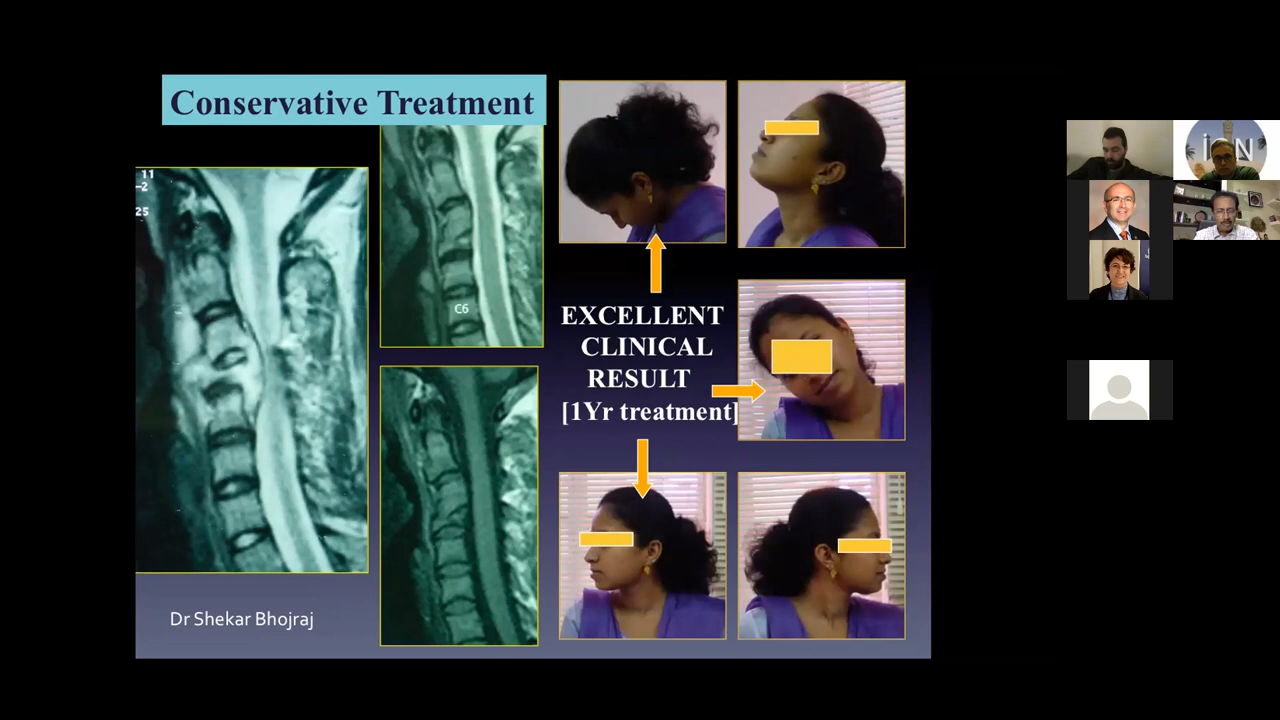 Conservative Treatment
11
-2
25
C6
EXCELLENT
CLINICAL
RESULT
[1Yr treatment]
Dr Shekar Bhojraj